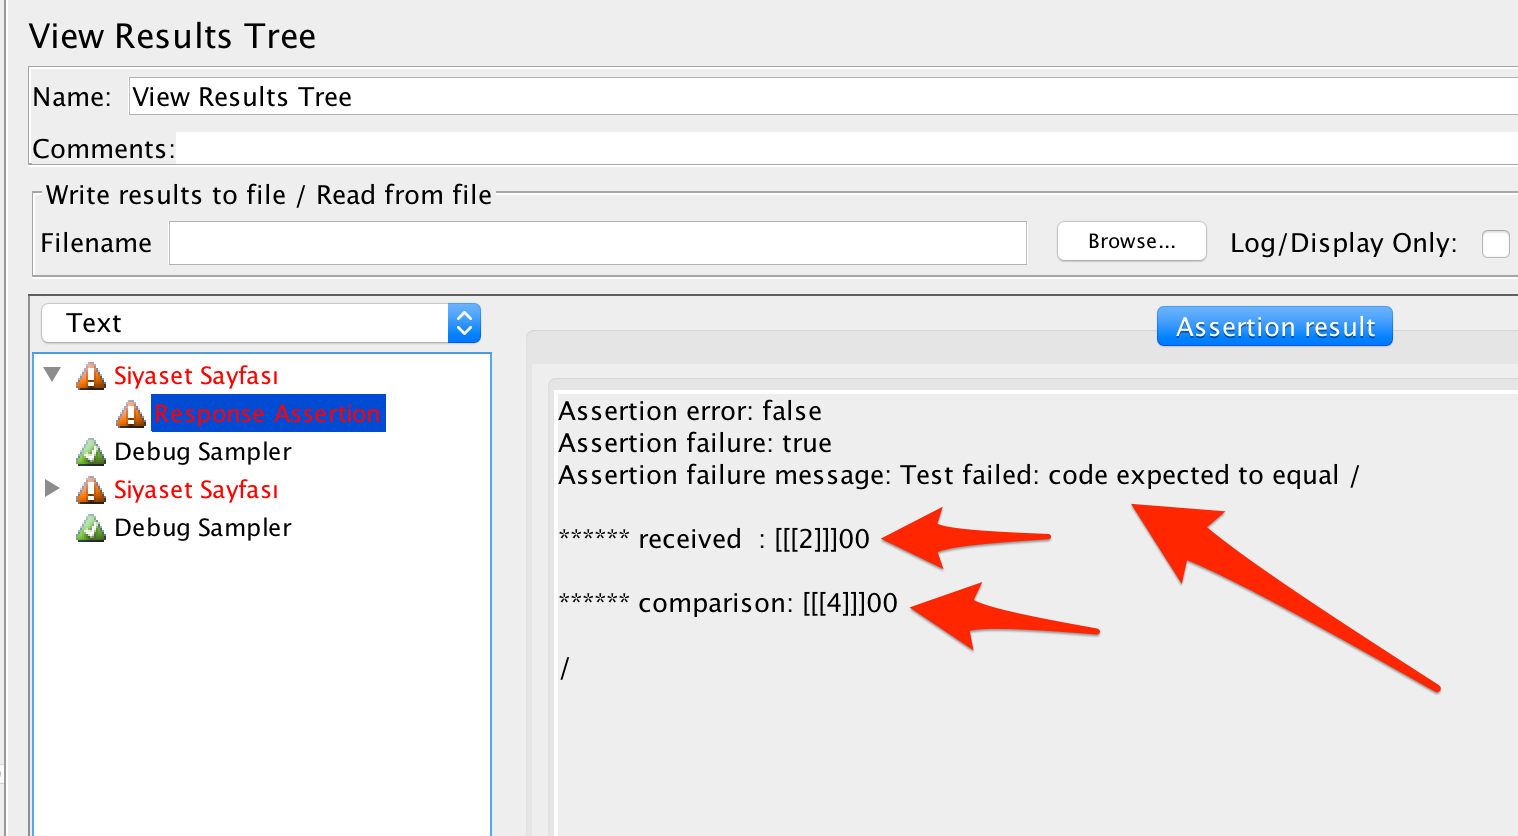 View Results Tree
Name: View Results Tree
Comments:
Write results to file / Read from file
Filename Browse... Log/Display Only:
Text
Assertion result
Siyaset Sayfası
Response Assertion
Debug Sampler
Siyaset Sayfası
Debug Sampler
Assertion error: false
Assertion failure: true
Assertion failure message: Test failed: code expected to equal /
****** received  : [[[2]]]00
****** comparison: [[[4]]]00
/